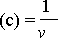 (c) = 1/v